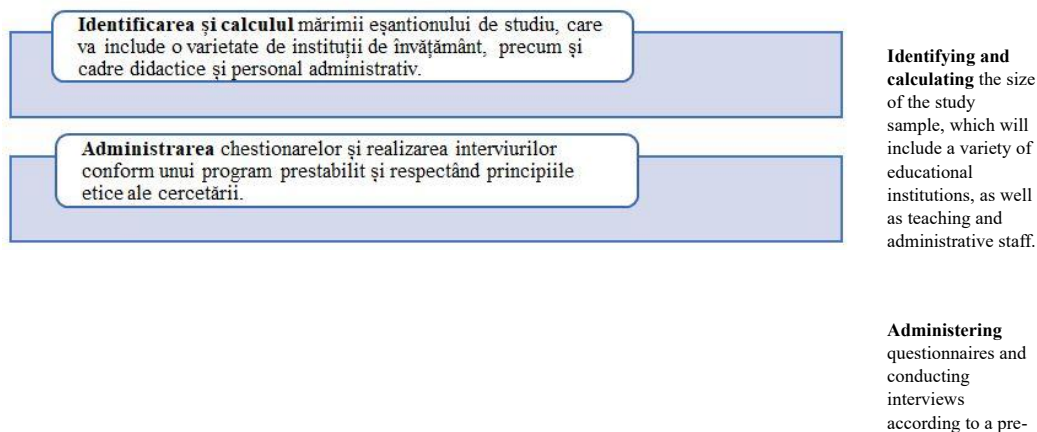 Identificarea și calculul mărimii eșantionului de studiu, care
va include o varietate de instituții de învățământ, precum și
cadre didactice și personal administrativ.
Administrarea chestionarelor și realizarea interviurilor
conform unui program prestabilit și respectând principiile
etice ale cercetării.
Identifying and
calculating the size
of the study
sample, which will
include a variety of
educational
institutions, as well
as teaching and
administrative staff.
Administering
questionnaires and
conducting
interviews
according to a pre-